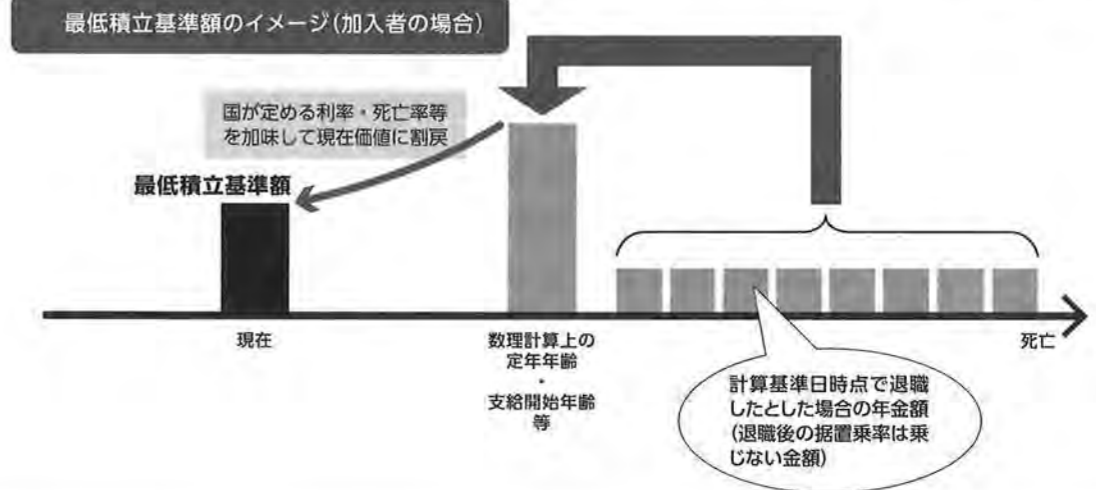 最低積立基準額のイメージ(加入者の場合)
国が定める利率・死亡率等
を加味して現在価値に割戻
最低積立基準額
現在
数理計算上の
定年年齢
・
支給開始年齢
等
死亡
計算基準日時点で退職
したとした場合の年金額
(退職後の据置乗率は乗
じない金額)